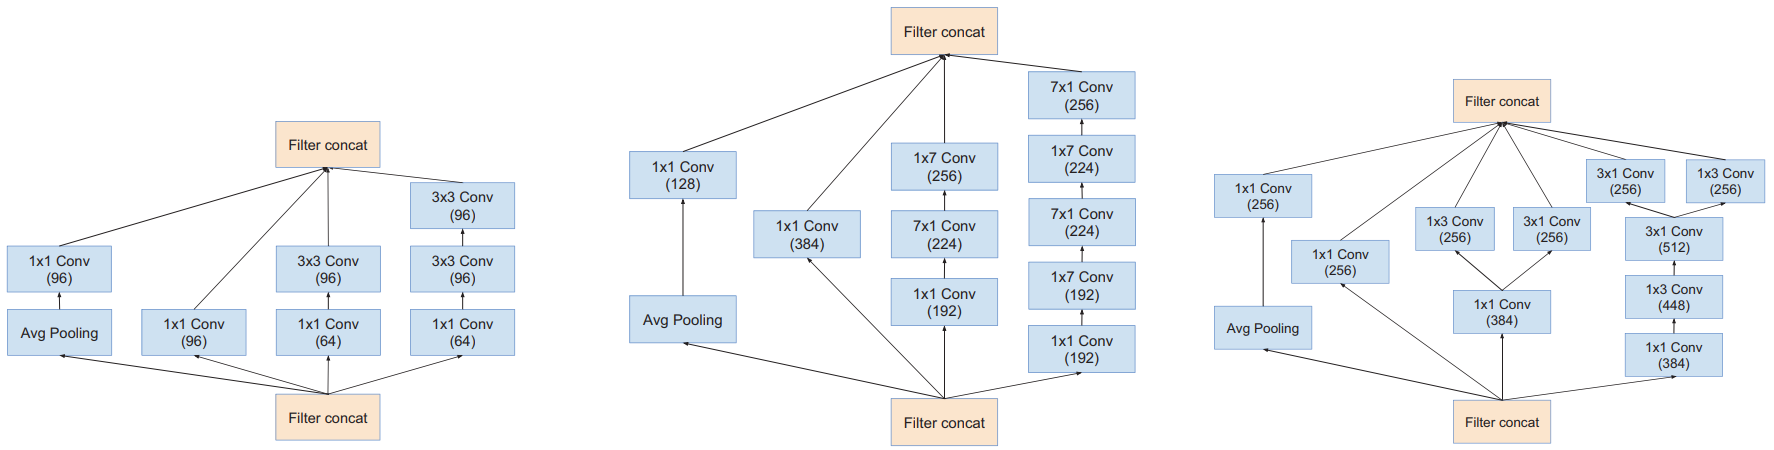 Filter concat
3x3 Conv
(96)
1x1 Conv
(96)
3x3 Conv
(96)
3x3 Conv
(96)
Avg Pooling
1x1 Conv
(96)
1x1 Conv
(64)
1x1 Conv
(64)
Filter concat
Filter concat
7x1 Conv
(256)
1x1 Conv
(128)
1x7 Conv
(256)
1x7 Conv
(224)
1x1 Conv
(384)
7x1 Conv
(224)
7x1 Conv
(224)
1x1 Conv
(192)
1x7 Conv
(192)
Avg Pooling
1x1 Conv
(192)
Filter concat
Filter concat
1x1 Conv
(256)
3x1 Conv
(256)
1x3 Conv
(256)
1x3 Conv
(256)
3x1 Conv
(256)
3x1 Conv
(512)
1x1 Conv
(256)
1x1 Conv
(384)
1x3 Conv
(448)
Avg Pooling
1x1 Conv
(384)
Filter concat